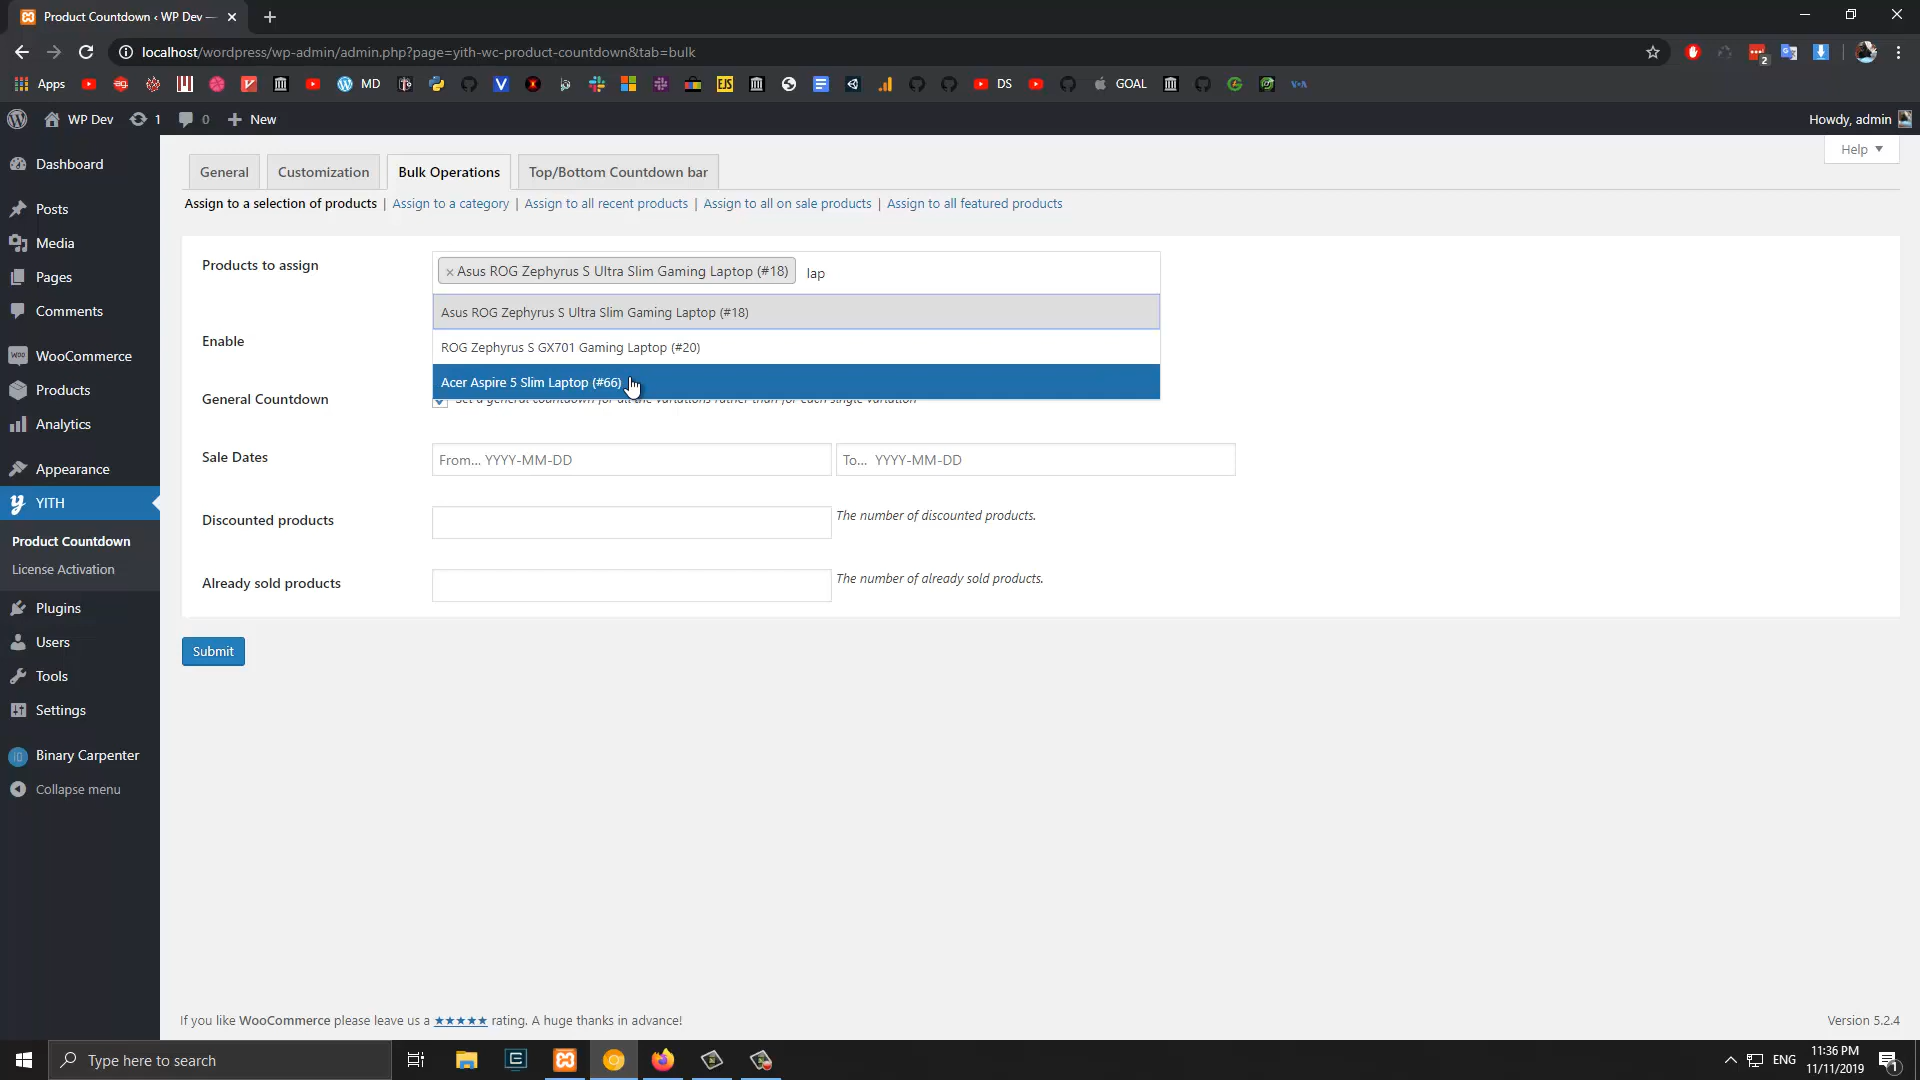 Product Countdown ‹ WP Dev —
localhost/wordpress/wp-admin/admin.php?page=yith-wc-product-countdown&tab=bulk
2
Apps
MD
EJS
DS
GOAL
WP Dev
1
0
New
Howdy, admin
Dashboard
Posts
Media
Pages
Comments
WooCommerce
Products
Analytics
Appearance
YITH
Product Countdown
License Activation
Plugins
Users
Tools
Settings
Binary Carpenter
Collapse menu
General
Customization
Bulk Operations
Top/Bottom Countdown bar
Help
Assign to a selection of products | Assign to a category | Assign to all recent products | Assign to all on sale products | Assign to all featured products
Products to assign
×Asus ROG Zephyrus S Ultra Slim Gaming Laptop (#18)
lap
Asus ROG Zephyrus S Ultra Slim Gaming Laptop (#18)
ROG Zephyrus S GX701 Gaming Laptop (#20)
Acer Aspire 5 Slim Laptop (#66)
Enable
General Countdown
Set a general countdown for all the variations rather than for each single variation
Sale Dates
From... YYYY-MM-DD
To... YYYY-MM-DD
Discounted products
The number of discounted products.
Already sold products
The number of already sold products.
Submit
If you like WooCommerce please leave us a ★★★★★ rating. A huge thanks in advance!
Version 5.2.4
Type here to search
ENG
11:36 PM
11/11/2019
1